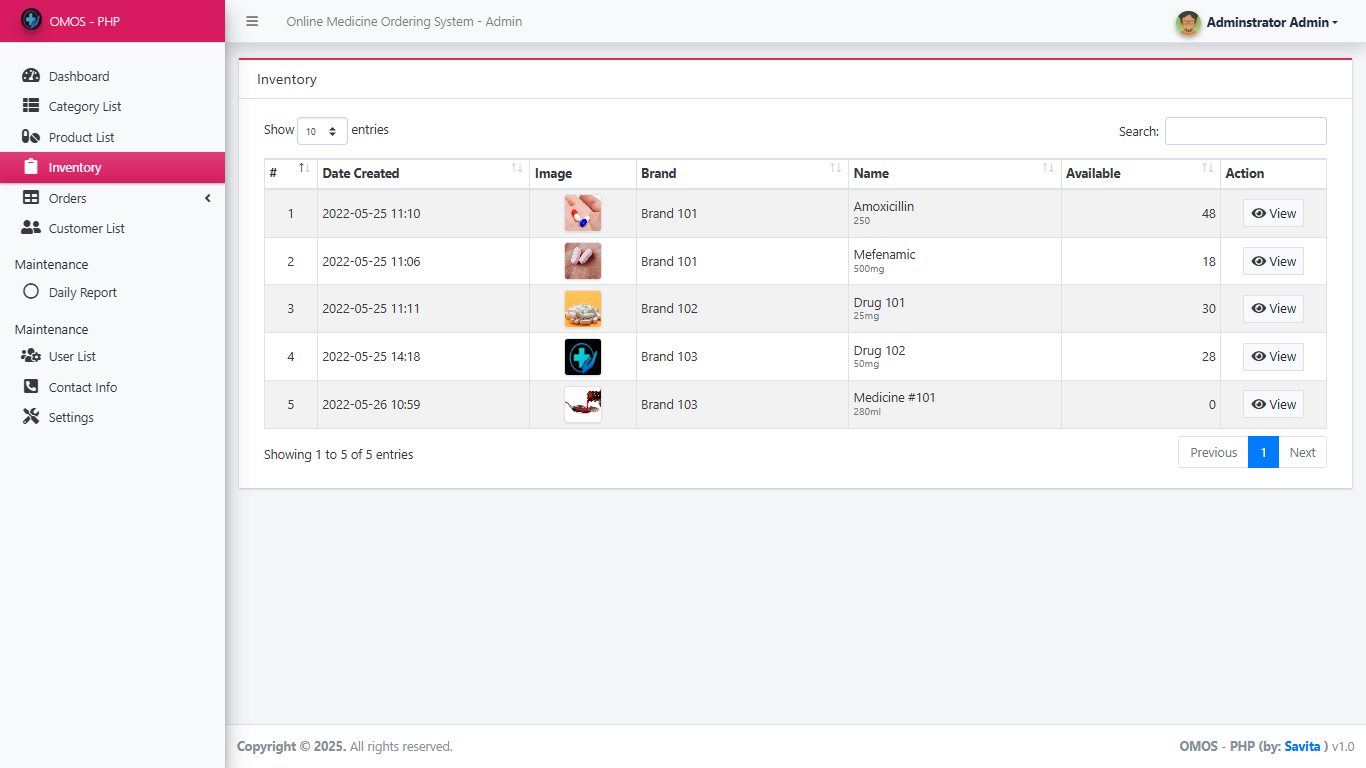 OMOS - PHP
Online Medicine Ordering System - Admin
Adminstrator Admin
Dashboard
Category List
Product List
Inventory
Orders
Customer List
Maintenance
Daily Report
Maintenance
User List
Contact Info
Settings
Inventory
Show 10 entries
Search:
# Date Created Image Brand Name Available Action
1 2022-05-25 11:10 Brand 101 Amoxicillin 48 View
250
2 2022-05-25 11:06 Brand 101 Mefenamic 18 View
500mg
3 2022-05-25 11:11 Brand 102 Drug 101 30 View
25mg
4 2022-05-25 14:18 Brand 103 Drug 102 28 View
50mg
5 2022-05-26 10:59 Brand 103 Medicine #101 0 View
280ml
Showing 1 to 5 of 5 entries
Previous 1 Next
Copyright © 2025. All rights reserved.
OMOS - PHP (by: Savita ) v1.0